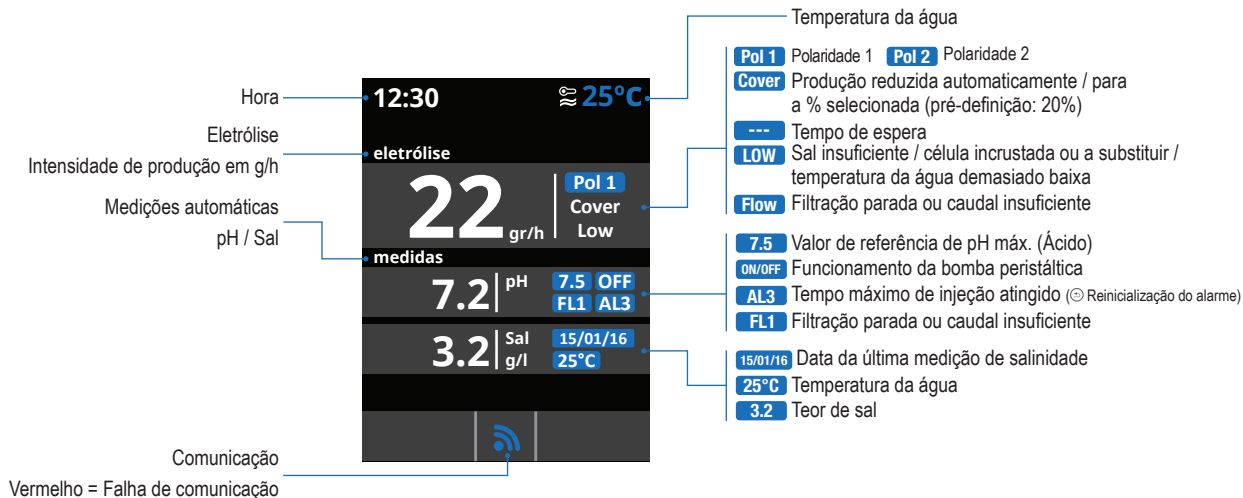 Temperatura da água
Pol 1 Polaridade 1 Pol 2 Polaridade 2
Cover Produção reduzida automaticamente / para
a % selecionada (pré-definição: 20%)
--- Tempo de espera
LOW Sal insuficiente / célula incrustada ou a substituir /
temperatura da água demasiado baixa
Flow Filtração parada ou caudal insuficiente
Hora
Eletrólise
Intensidade de produção em g/h
Medições automáticas
pH / Sal
12:30 25°C
eletrólise
22 gr/h
Pol 1
Cover
Low
medidas
7.2 pH 7.5 OFF
FL1 AL3
3.2 Sal 15/01/16
g/l 25°C
7.5 Valor de referência de pH máx. (Ácido)
ON/OFF Funcionamento da bomba peristáltica
AL3 Tempo máximo de injeção atingido (☺ Reinicialização do alarme)
FL1 Filtração parada ou caudal insuficiente
15/01/16 Data da última medição de salinidade
25°C Temperatura da água
3.2 Teor de sal
Comunicação
Vermelho = Falha de comunicação